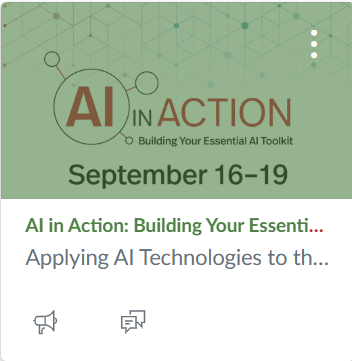 AI IN ACTION
Building Your Essential AI Toolkit
September 16–19
AI in Action: Building Your Essenti...
Applying AI Technologies to th...